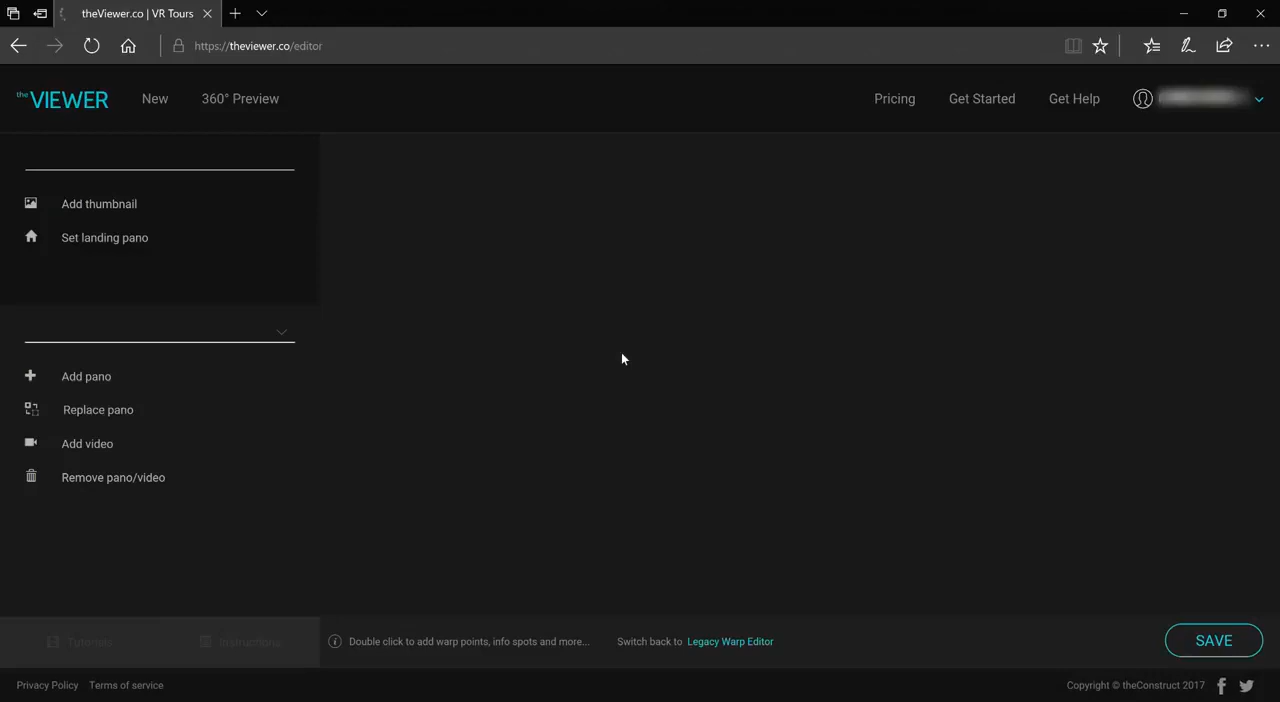 theViewer.co | VR Tours
https://theviewer.co/editor
the VIEWER
New
360° Preview
Pricing
Get Started
Get Help
Add thumbnail
Set landing pano
Add pano
Replace pano
Add video
Remove pano/video
Tutorials
Instructions
Double click to add warp points, info spots and more...
Switch back to Legacy Warp Editor
SAVE
Privacy Policy
Terms of service
Copyright © theConstruct 2017